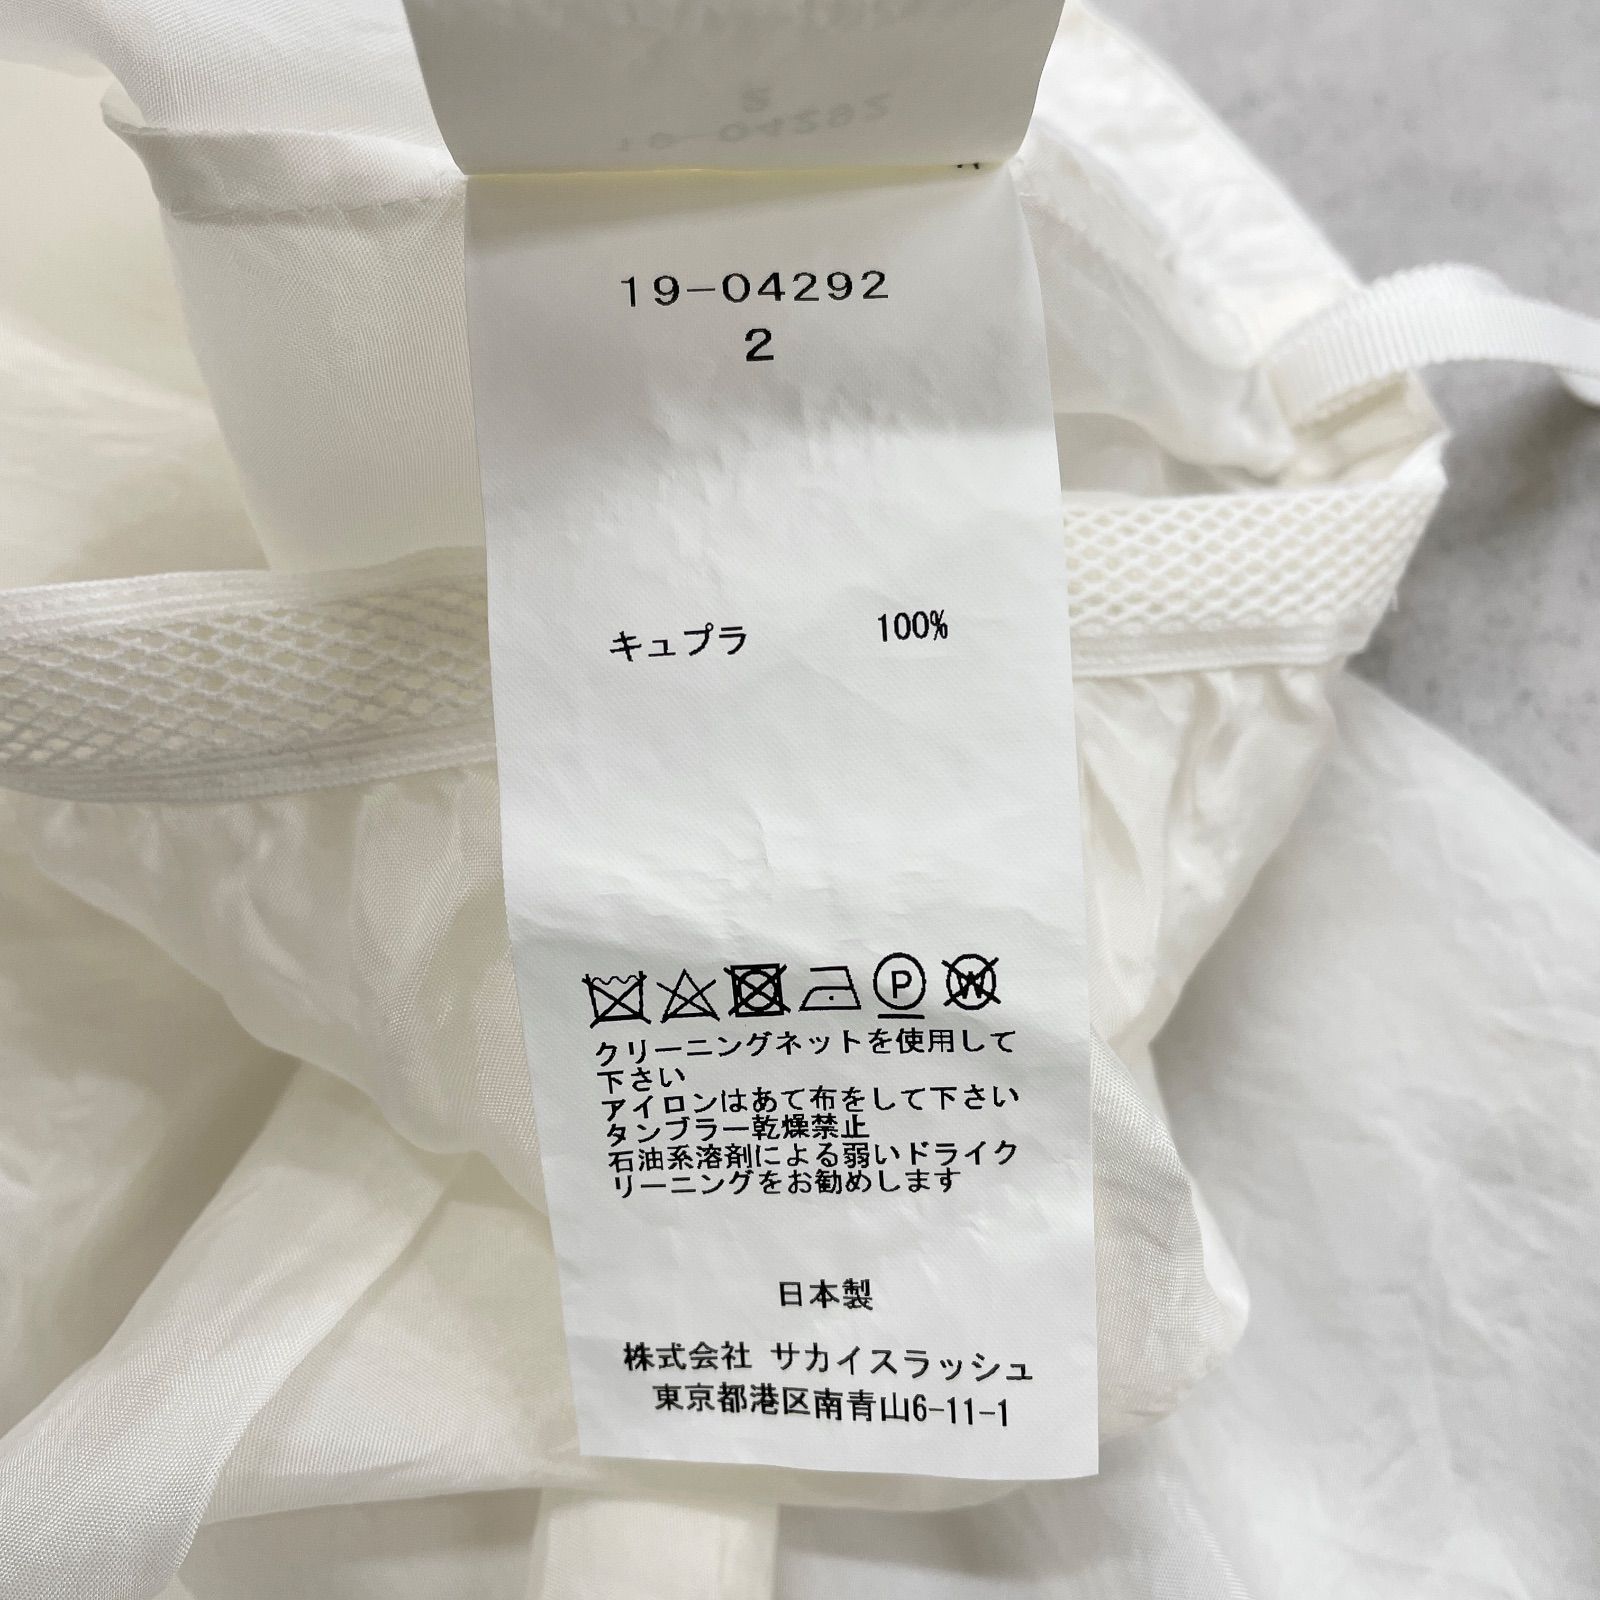 19-04292
2
キュプラ 100%
P W
クリーニングネットを使用して
下さい
アイロンはあて布をして下さい
タンブラー乾燥禁止
石油系溶剤による弱いドライク
リーニングをお勧めします
日本製
株式会社 サカイスラッシュ
東京都港区南青山6-11-1